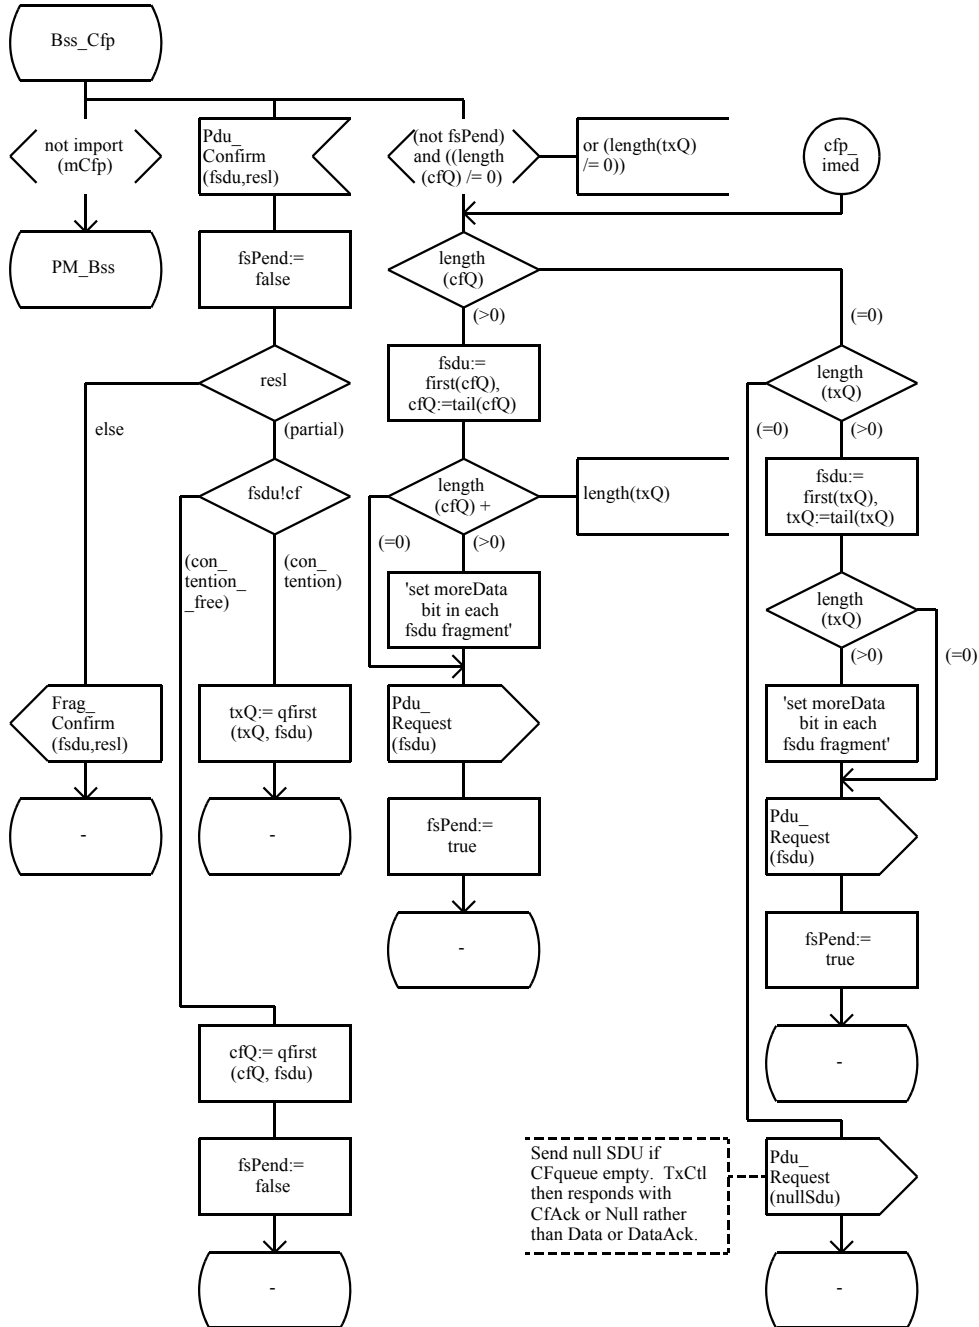 Bss_Cfp
not import
(mCfp)
PM_Bss
Pdu_
Confirm
(fsdu,resl)
fsPend:=
false
resl
else
(partial)
fsdu!cf
(con_
tention_
_free)
(con_
tention)
Frag_
Confirm
(fsdu,resl)
-
txQ:= qfirst
(txQ, fsdu)
-
cfQ:= qfirst
(cfQ, fsdu)
fsPend:=
false
-
(not fsPend)
and ((length
(cfQ) /= 0)
or (length(txQ)
/= 0))
cfp_
imed
length
(cfQ)
(>0)
(=0)
fsdu:=
first(cfQ),
cfQ:=tail(cfQ)
length
(cfQ) +
length(txQ)
(=0)
(>0)
'set moreData
bit in each
fsdu fragment'
Pdu_
Request
(fsdu)
fsPend:=
true
-
length
(txQ)
(=0)
(>0)
fsdu:=
first(txQ),
txQ:=tail(txQ)
length
(txQ)
(>0)
(=0)
'set moreData
bit in each
fsdu fragment'
Pdu_
Request
(fsdu)
fsPend:=
true
-
Send null SDU if
CFqueue empty. TxCtl
then responds with
CfAck or Null rather
than Data or DataAck.
Pdu_
Request
(nullSdu)
-